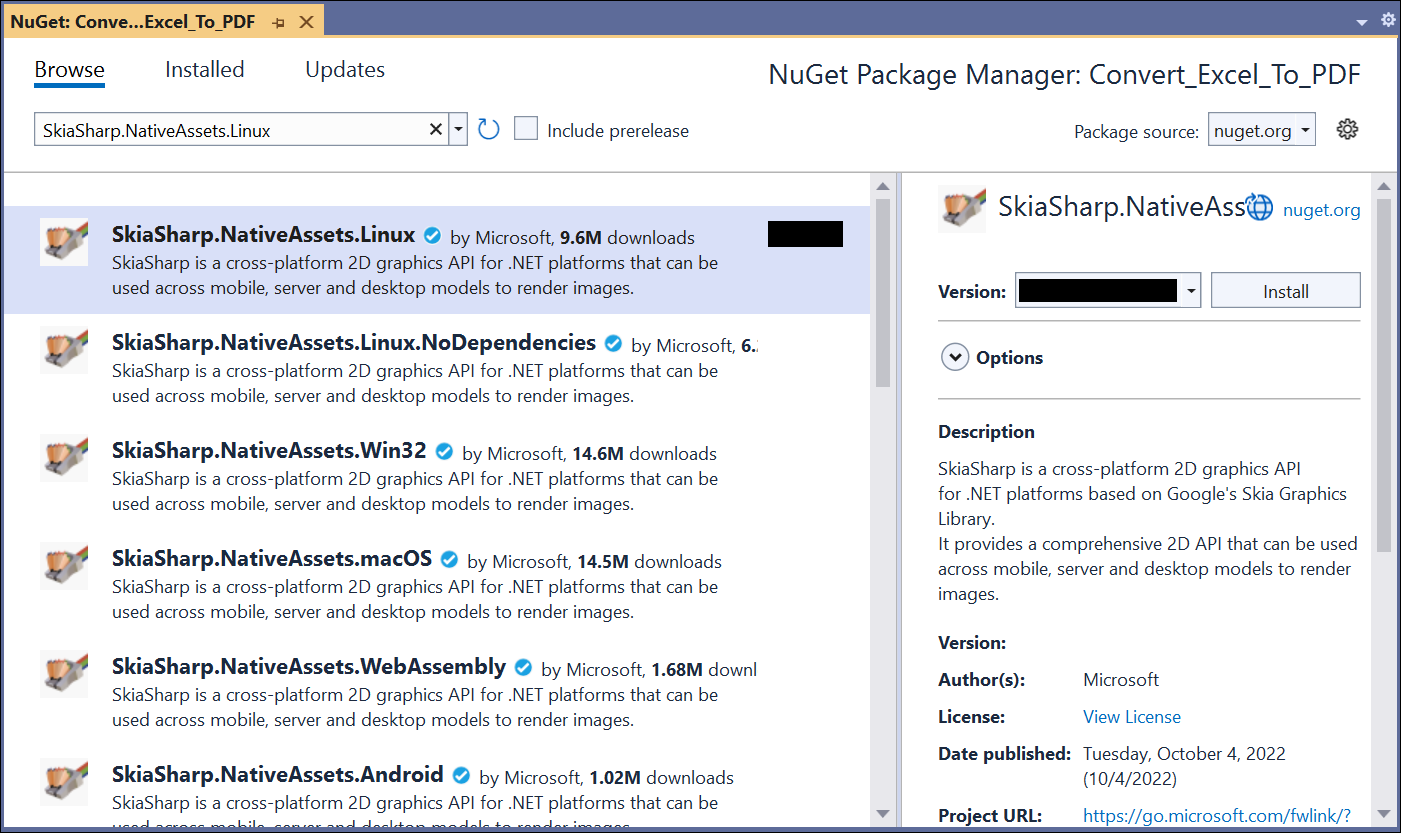 NuGet: Conve...Excel_To_PDF
Browse Installed Updates
NuGet Package Manager: Convert_Excel_To_PDF
SkiaSharp.NativeAssets.Linux
Include prerelease
Package source: nuget.org
SkiaSharp.NativeAssets.Linux by Microsoft, 9.6M downloads
SkiaSharp is a cross-platform 2D graphics API for .NET platforms that can be
used across mobile, server and desktop models to render images.
SkiaSharp.NativeAssets.Linux.NoDependencies by Microsoft, 6.
SkiaSharp is a cross-platform 2D graphics API for .NET platforms that can be
used across mobile, server and desktop models to render images.
SkiaSharp.NativeAssets.Win32 by Microsoft, 14.6M downloads
SkiaSharp is a cross-platform 2D graphics API for .NET platforms that can be
used across mobile, server and desktop models to render images.
SkiaSharp.NativeAssets.macOS by Microsoft, 14.5M downloads
SkiaSharp is a cross-platform 2D graphics API for .NET platforms that can be
used across mobile, server and desktop models to render images.
SkiaSharp.NativeAssets.WebAssembly by Microsoft, 1.68M downl
SkiaSharp is a cross-platform 2D graphics API for .NET platforms that can be
used across mobile, server and desktop models to render images.
SkiaSharp.NativeAssets.Android by Microsoft, 1.02M downloads
SkiaSharp is a cross-platform 2D graphics API for .NET platforms that can be
used across mobile, server and desktop models to render images.
SkiaSharp.NativeAss nuget.org
Version: Install
Options
Description
SkiaSharp is a cross-platform 2D graphics API
for .NET platforms based on Google's Skia Graphics
Library.
It provides a comprehensive 2D API that can be used
across mobile, server and desktop models to render
images.
Version:
Author(s): Microsoft
License: View License
Date published: Tuesday, October 4, 2022
(10/4/2022)
Project URL: https://go.microsoft.com/fwlink/?